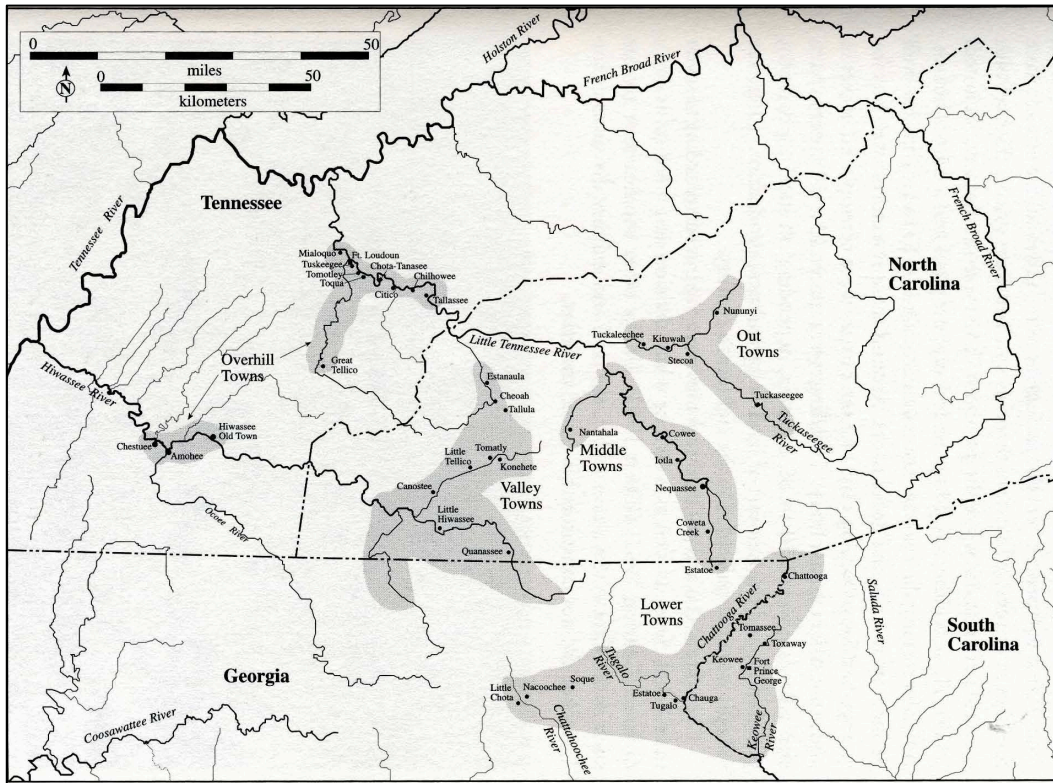 0 50
miles
N
0 50
kilometers
Holston River
French Broad River
Tennessee River
Tennessee
Mialoquo
Ft. Loudoun
Tuskeegee
Chota-Tanasee
Tomotley
Chilhowee
Toqua
Citico
Tallassee
North
Carolina
French Broad River
Nununyi
Tuckaleechee
Kituwah
Stecoa
Out
Towns
Little Tennessee River
Overhill
Towns
Great
Tellico
Estanaula
Cheoah
Tallula
Tuckaseegee
Tuckaseegee
River
Hiwassee River
Chestuee
Amohee
Hiwassee
Old Town
Nantahala
Middle
Towns
Cowee
Iotla
Nequassee
Coweta
Creek
Estatoe
Little
Tellico
Tomatly
Konehete
Canostee
Valley
Towns
Little
Hiwassee
Quanassee
Ocoee River
Chattooga
Lower
Towns
Chattooga River
Saluda River
South
Carolina
Tomassee
Toxaway
Keowee
Fort
Prince
George
Tugalo
River
Georgia
Little
Chota
Nacoochee
Soque
Estatoe
Tugalo
Chauga
Keowee
River
Chattahoochee
River
Coosawattee River